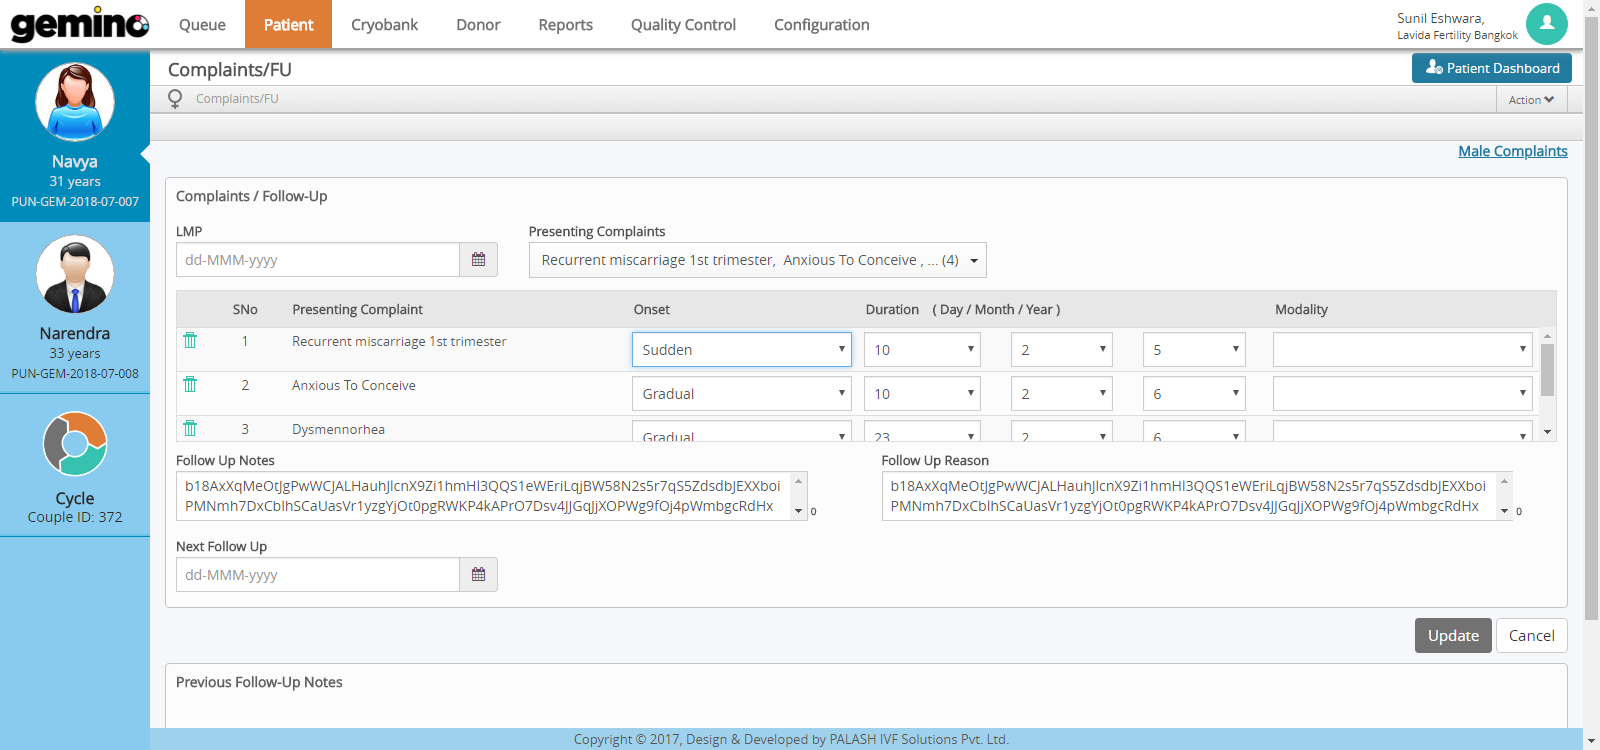 gemino Queue Patient Cryobank Donor Reports Quality Control Configuration
Sunil Eshwara,
Lavida Fertility Bangkok
Navya
31 years
PUN-GEM-2018-07-007
Narendra
33 years
PUN-GEM-2018-07-008
Cycle
Couple ID: 372
Complaints/FU
Patient Dashboard
Complaints/FU
Action
Male Complaints
Complaints / Follow-Up
LMP Presenting Complaints
dd-MMM-yyyy Recurrent miscarriage 1st trimester, Anxious To Conceive , ... (4)
SNo Presenting Complaint Onset Duration ( Day / Month / Year ) Modality
1 Recurrent miscarriage 1st trimester Sudden 10 2 5
2 Anxious To Conceive Gradual 10 2 6
3 Dysmennorhea Gradual 23 2 6
Follow Up Notes Follow Up Reason
b18AxXqMeOtJgPwWCJALHauhJlcnX9Zi1hmHl3QQS1eWEriLqjBW58N2s5r7qS5ZdsdbJEXXboi b18AxXqMeOtJgPwWCJALHauhJlcnX9Zi1hmHl3QQS1eWEriLqjBW58N2s5r7qS5ZdsdbJEXXboi
PMNmh7DxCbIhSCaUasVr1yzgYjOt0pgRWKP4kAPrO7Dsv4JJGqJjXOPWg9fOj4pWmbgcRdHx 0 PMNmh7DxCbIhSCaUasVr1yzgYjOt0pgRWKP4kAPrO7Dsv4JJGqJjXOPWg9fOj4pWmbgcRdHx 0
Next Follow Up
dd-MMM-yyyy
Update Cancel
Previous Follow-Up Notes
Copyright © 2017, Design & Developed by PALASH IVF Solutions Pvt. Ltd.